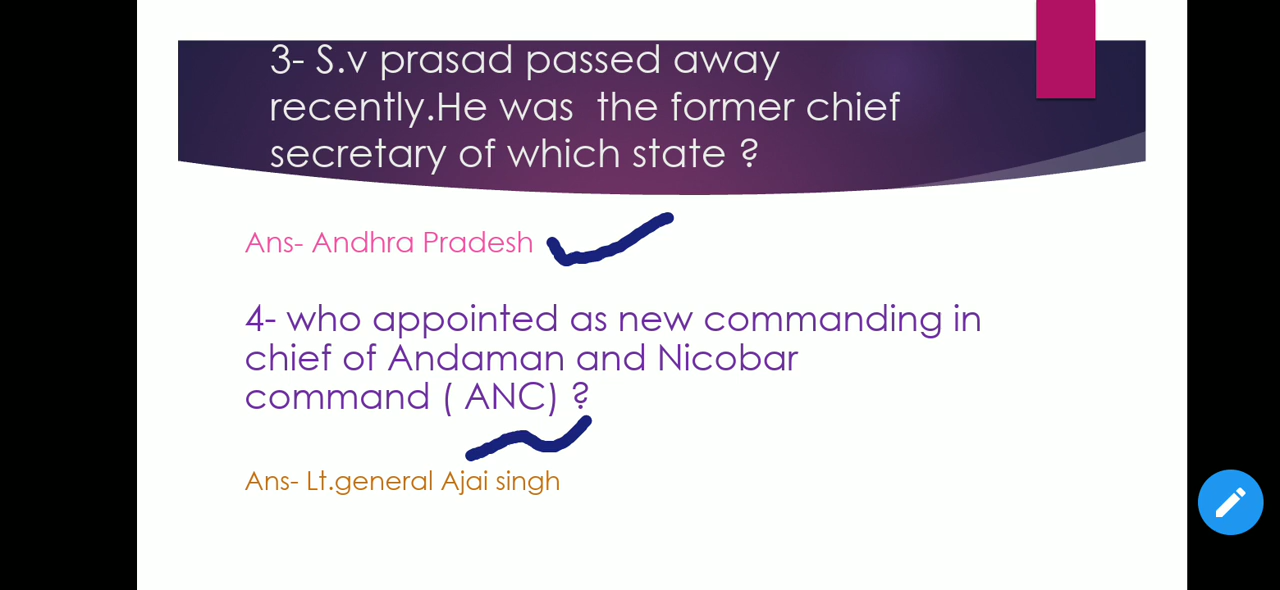 3- S.v prasad passed away
recently.He was  the former chief
secretary of which state ?
Ans- Andhra Pradesh
4- who appointed as new commanding in
chief of Andaman and Nicobar
command ( ANC) ?
Ans- Lt.general Ajai singh